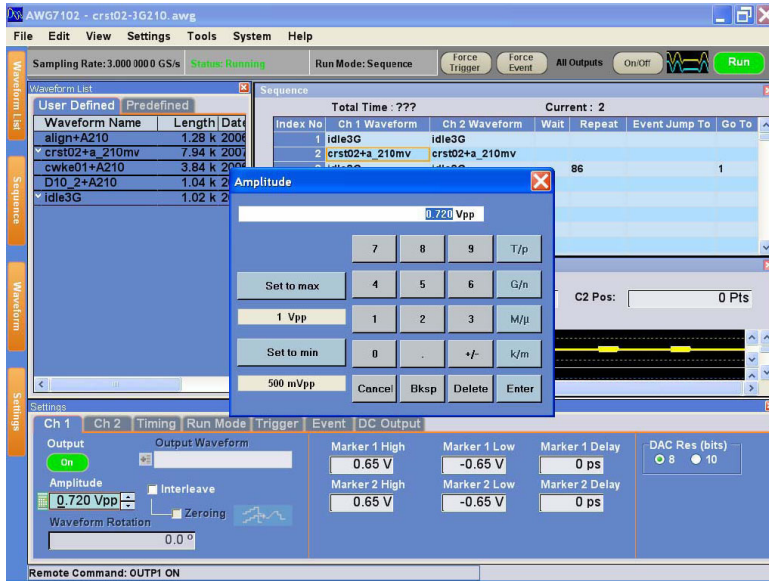 AWG7102 - crst02-3G210.awg
File Edit View Settings Tools System Help
Sampling Rate:3.000 000 0 GS/s Status: Running Run Mode: Sequence Force Trigger Force Event All Outputs On/Off Run
Waveform List
Sequence
User Defined Predefined
Total Time : ??? Current : 2
Waveform Name Length Date
Index No Ch 1 Waveform Ch 2 Waveform Wait Repeat Event Jump To Go To
align+A210 1.28 k 2006
1 idle3G idle3G
crst02+a_210mv 7.94 k 2007
2 crst02+a_210mv crst02+a_210mv
cwke01+A210 3.84 k
86 1
D10_2+A210 1.04 k
idle3G 1.02 k
Waveform List
Sequence
Waveform
Settings
Amplitude
0.720 Vpp
7 8 9 T/p
Set to max 4 5 6 G/n
1 Vpp 1 2 3 M/µ
Set to min 0 . +/- k/m
500 mVpp Cancel Bksp Delete Enter
C2 Pos: 0 Pts
Settings
Ch 1 Ch 2 Timing Run Mode Trigger Event DC Output
Output Output Waveform Marker 1 High Marker 1 Low Marker 1 Delay DAC Res (bits)
On 0.65 V -0.65 V 0 ps 8 10
Amplitude Interleave Marker 2 High Marker 2 Low Marker 2 Delay
0.720 Vpp Zeroing 0.65 V -0.65 V 0 ps
Waveform Rotation
0.0 º
Remote Command: OUTP1 ON